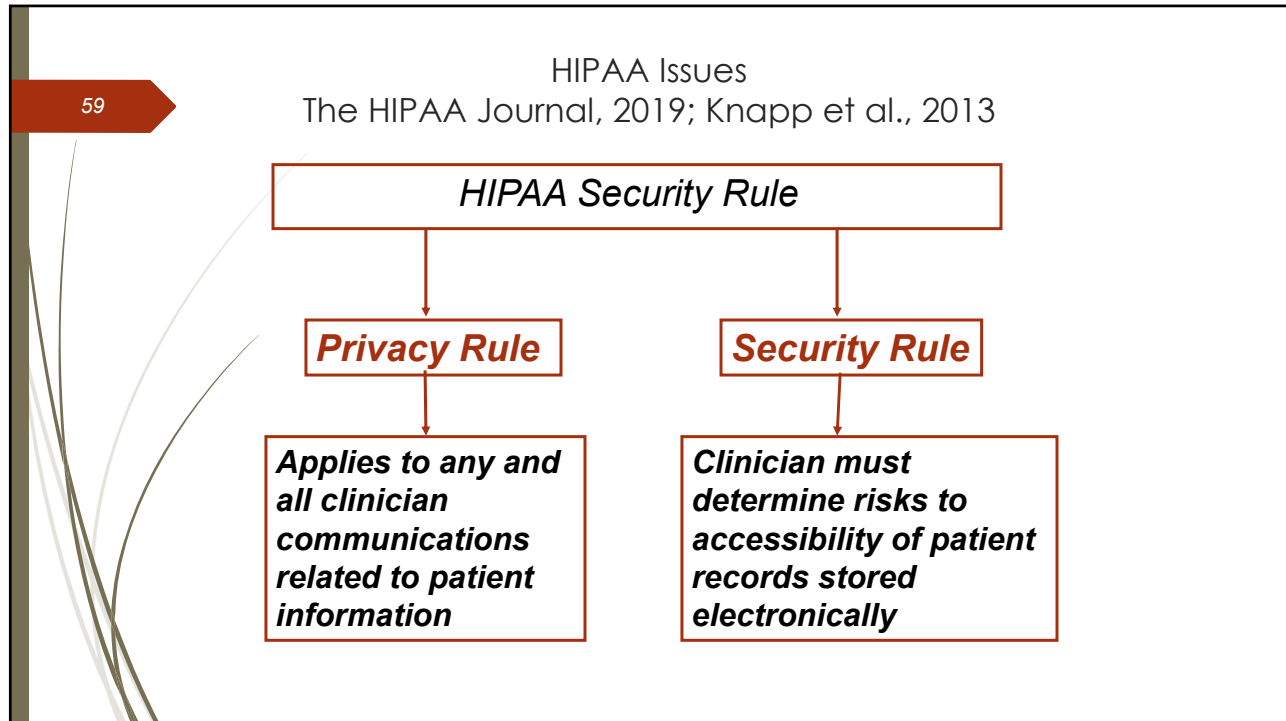 59
HIPAA Issues
The HIPAA Journal, 2019; Knapp et al., 2013
HIPAA Security Rule
Privacy Rule
Security Rule
Applies to any and
all clinician
communications
related to patient
information
Clinician must
determine risks to
accessibility of patient
records stored
electronically